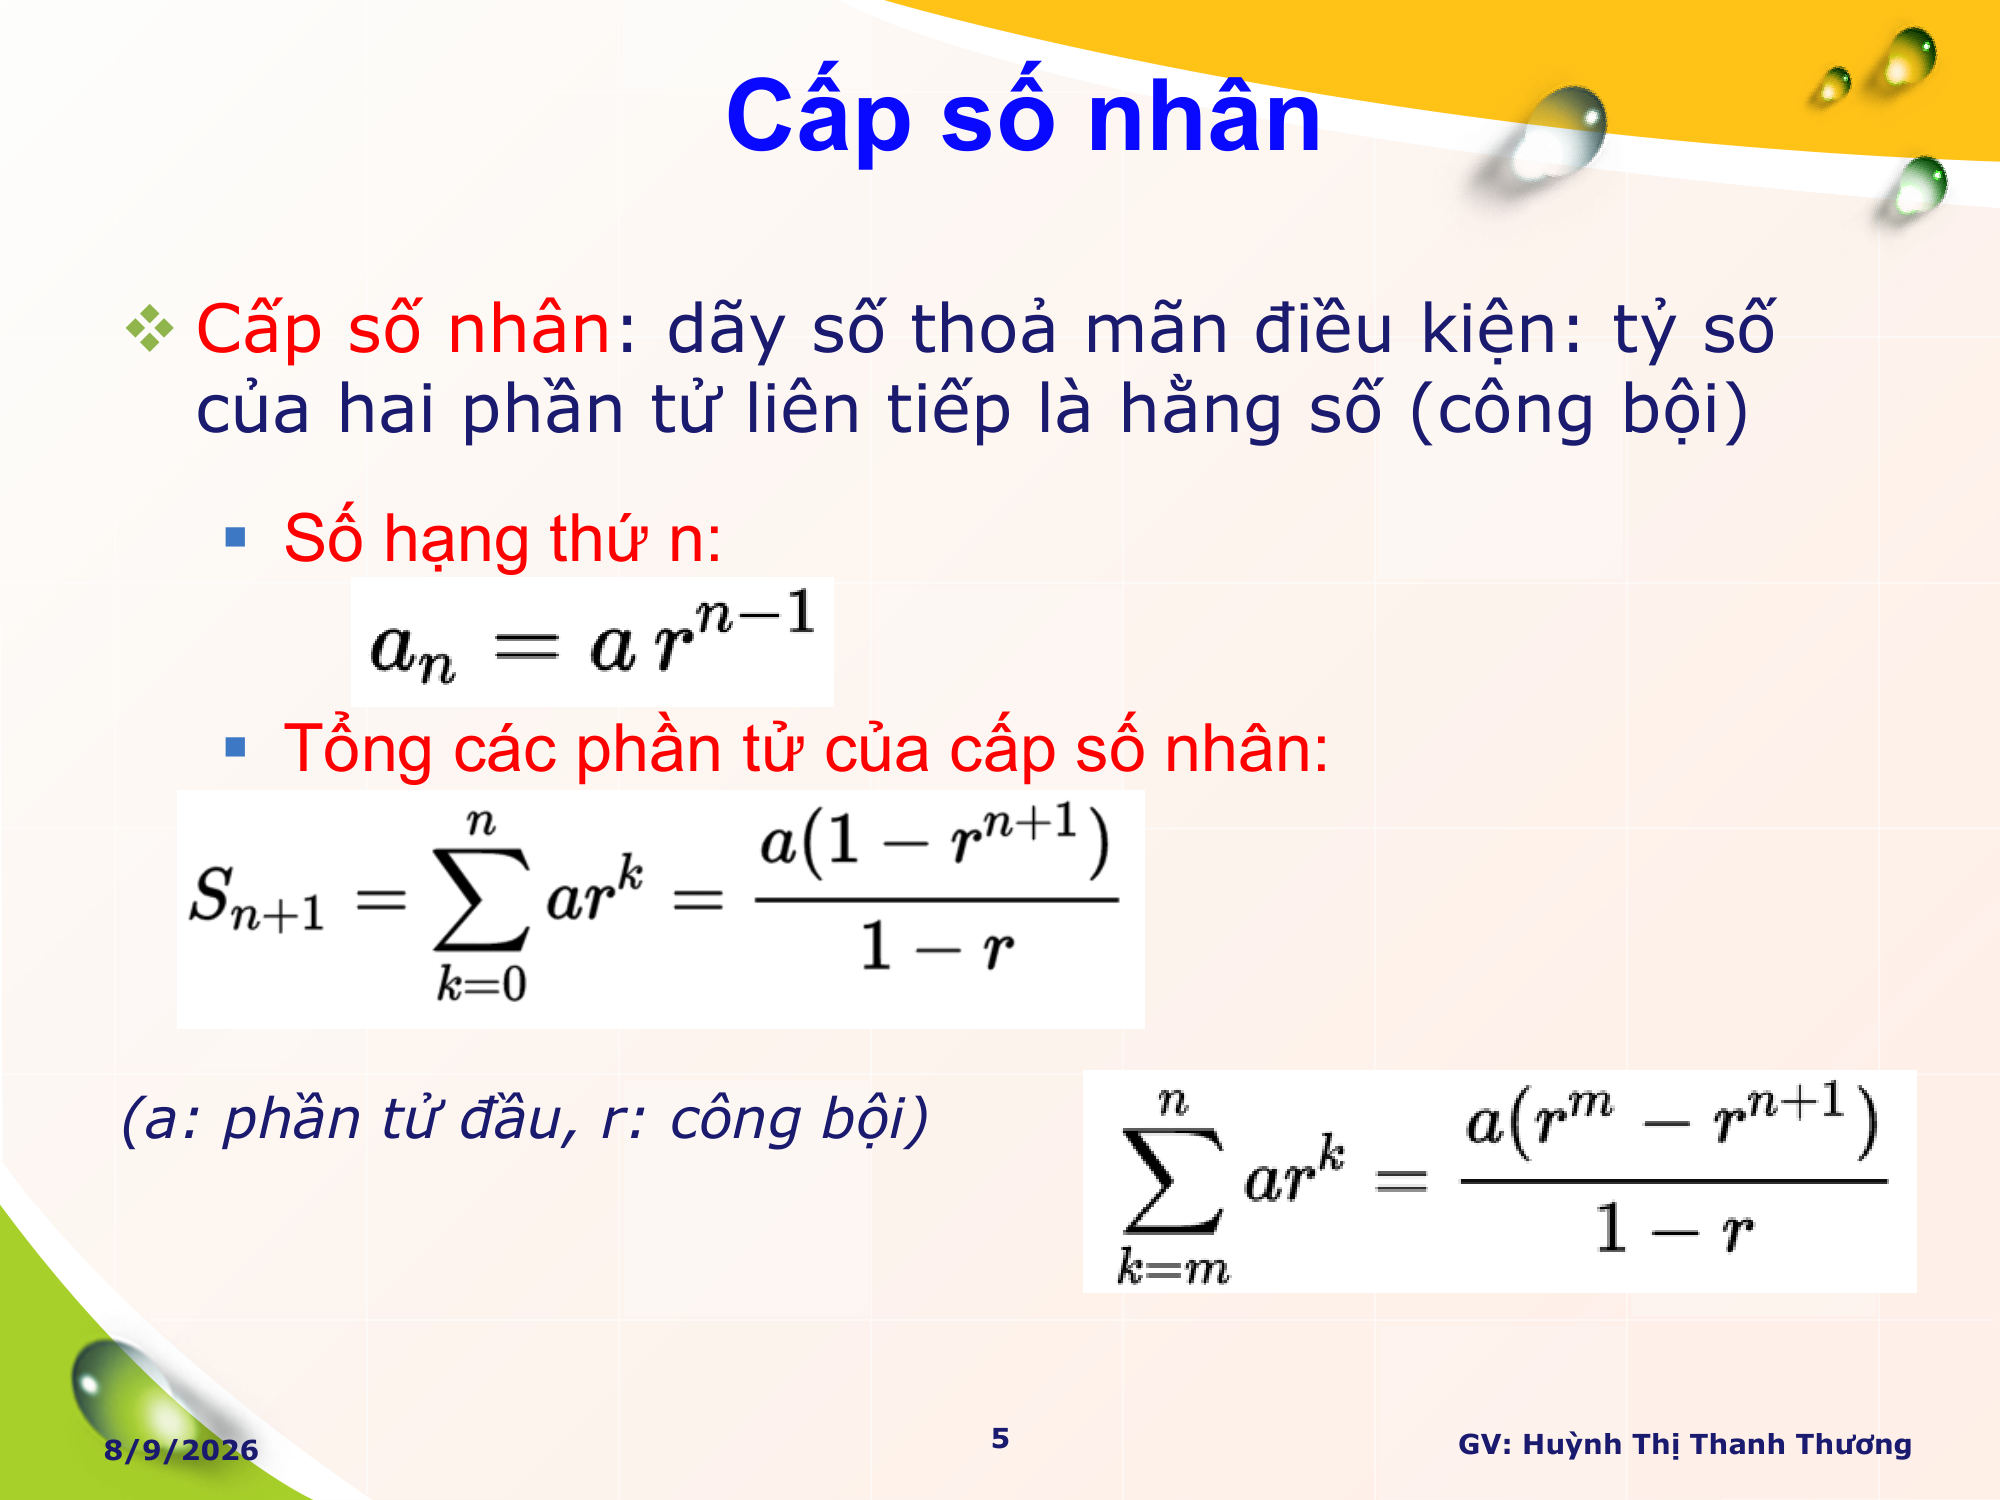 Cấp số nhân
❖ Cấp số nhân: dãy số thoả mãn điều kiện: tỷ số
của hai phần tử liên tiếp là hằng số (công bội)
▪ Số hạng thứ n:
a_n = a r^{n-1}
▪ Tổng các phần tử của cấp số nhân:
S_{n+1} = \sum_{k=0}^{n} ar^k = \frac{a(1 - r^{n+1})}{1 - r}
(a: phần tử đầu, r: công bội)
\sum_{k=m}^{n} ar^k = \frac{a(r^m - r^{n+1})}{1 - r}
8/9/2026
5
GV: Huỳnh Thị Thanh Thương